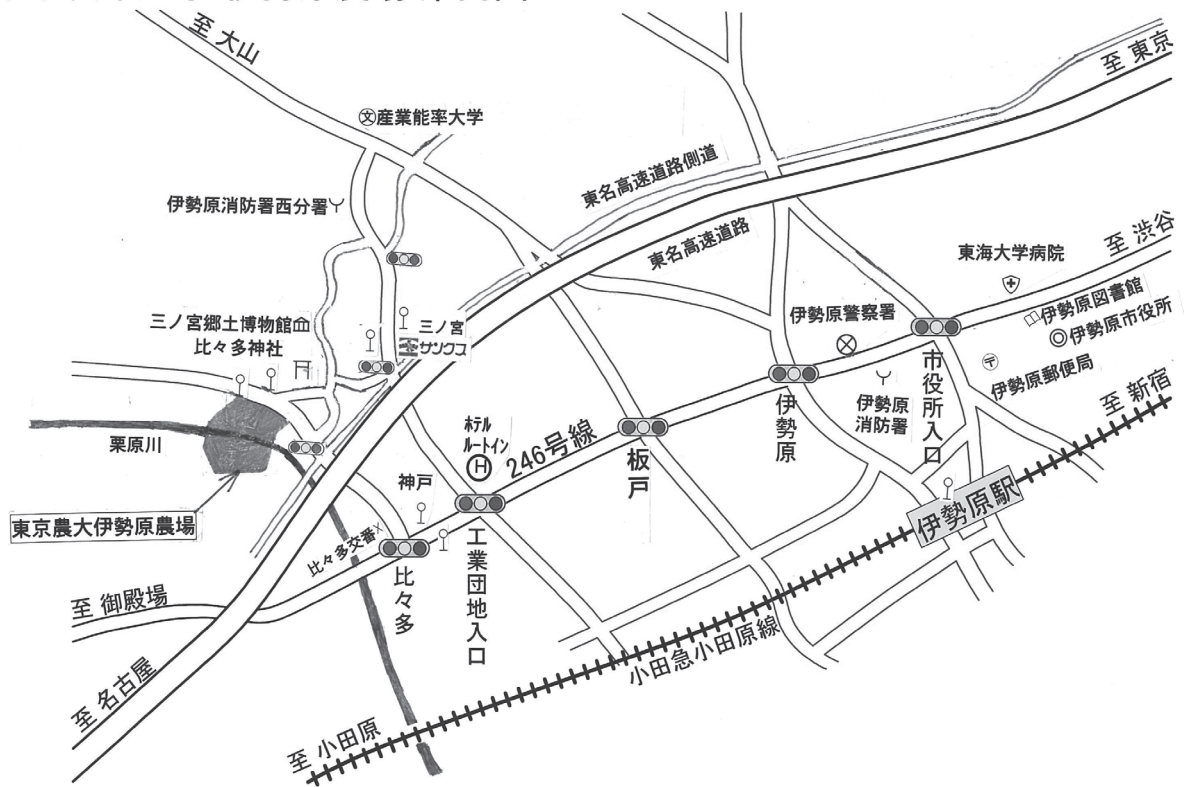 至 大山
至 東京
㊛産業能率大学
東名高速道路側道
伊勢原消防署西分署
東名高速道路
至 渋谷
東海大学病院
伊勢原図書館
伊勢原市役所
伊勢原警察署
三ノ宮郷土博物館
比々多神社
三ノ宮
サンクス
市役所入口
伊勢原郵便局
伊勢原
消防署
伊勢原
至 新宿
栗原川
ホテル
ルートイン
H
246号線
板戸
神戸
伊勢原駅
東京農大伊勢原農場
比々多交番X
工業団地入口
比々多
至 御殿場
小田急小田原線
至 名古屋
至 小田原